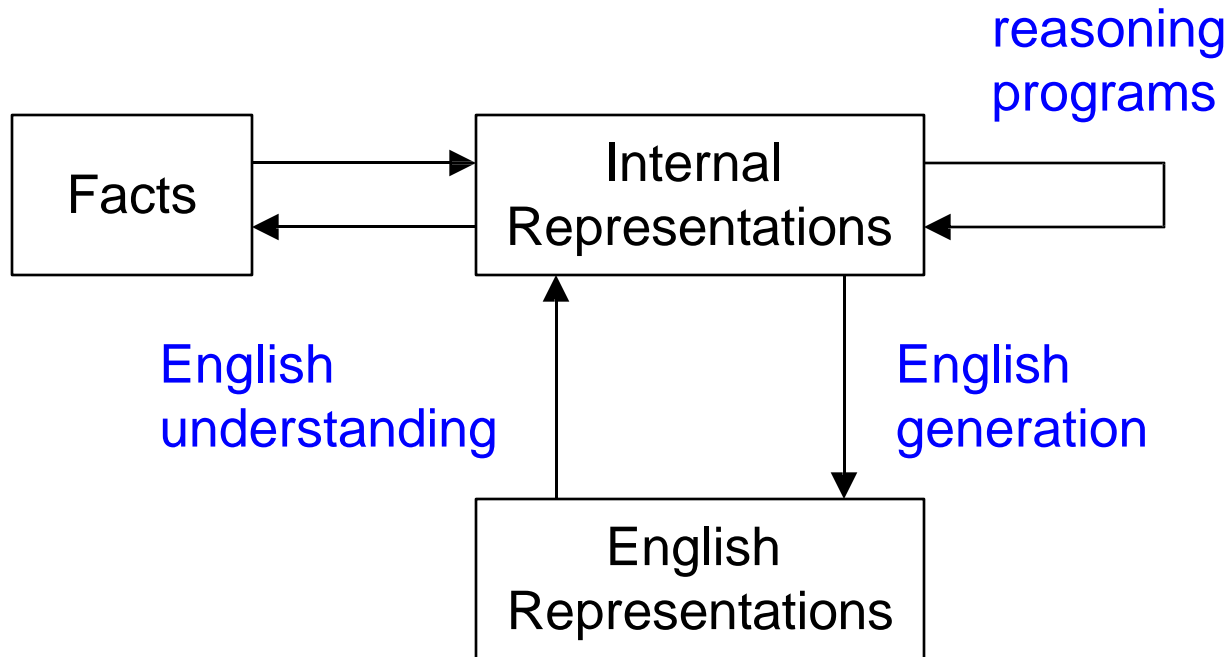 reasoning
programs
Facts
Internal
Representations
English
understanding
English
generation
English
Representations